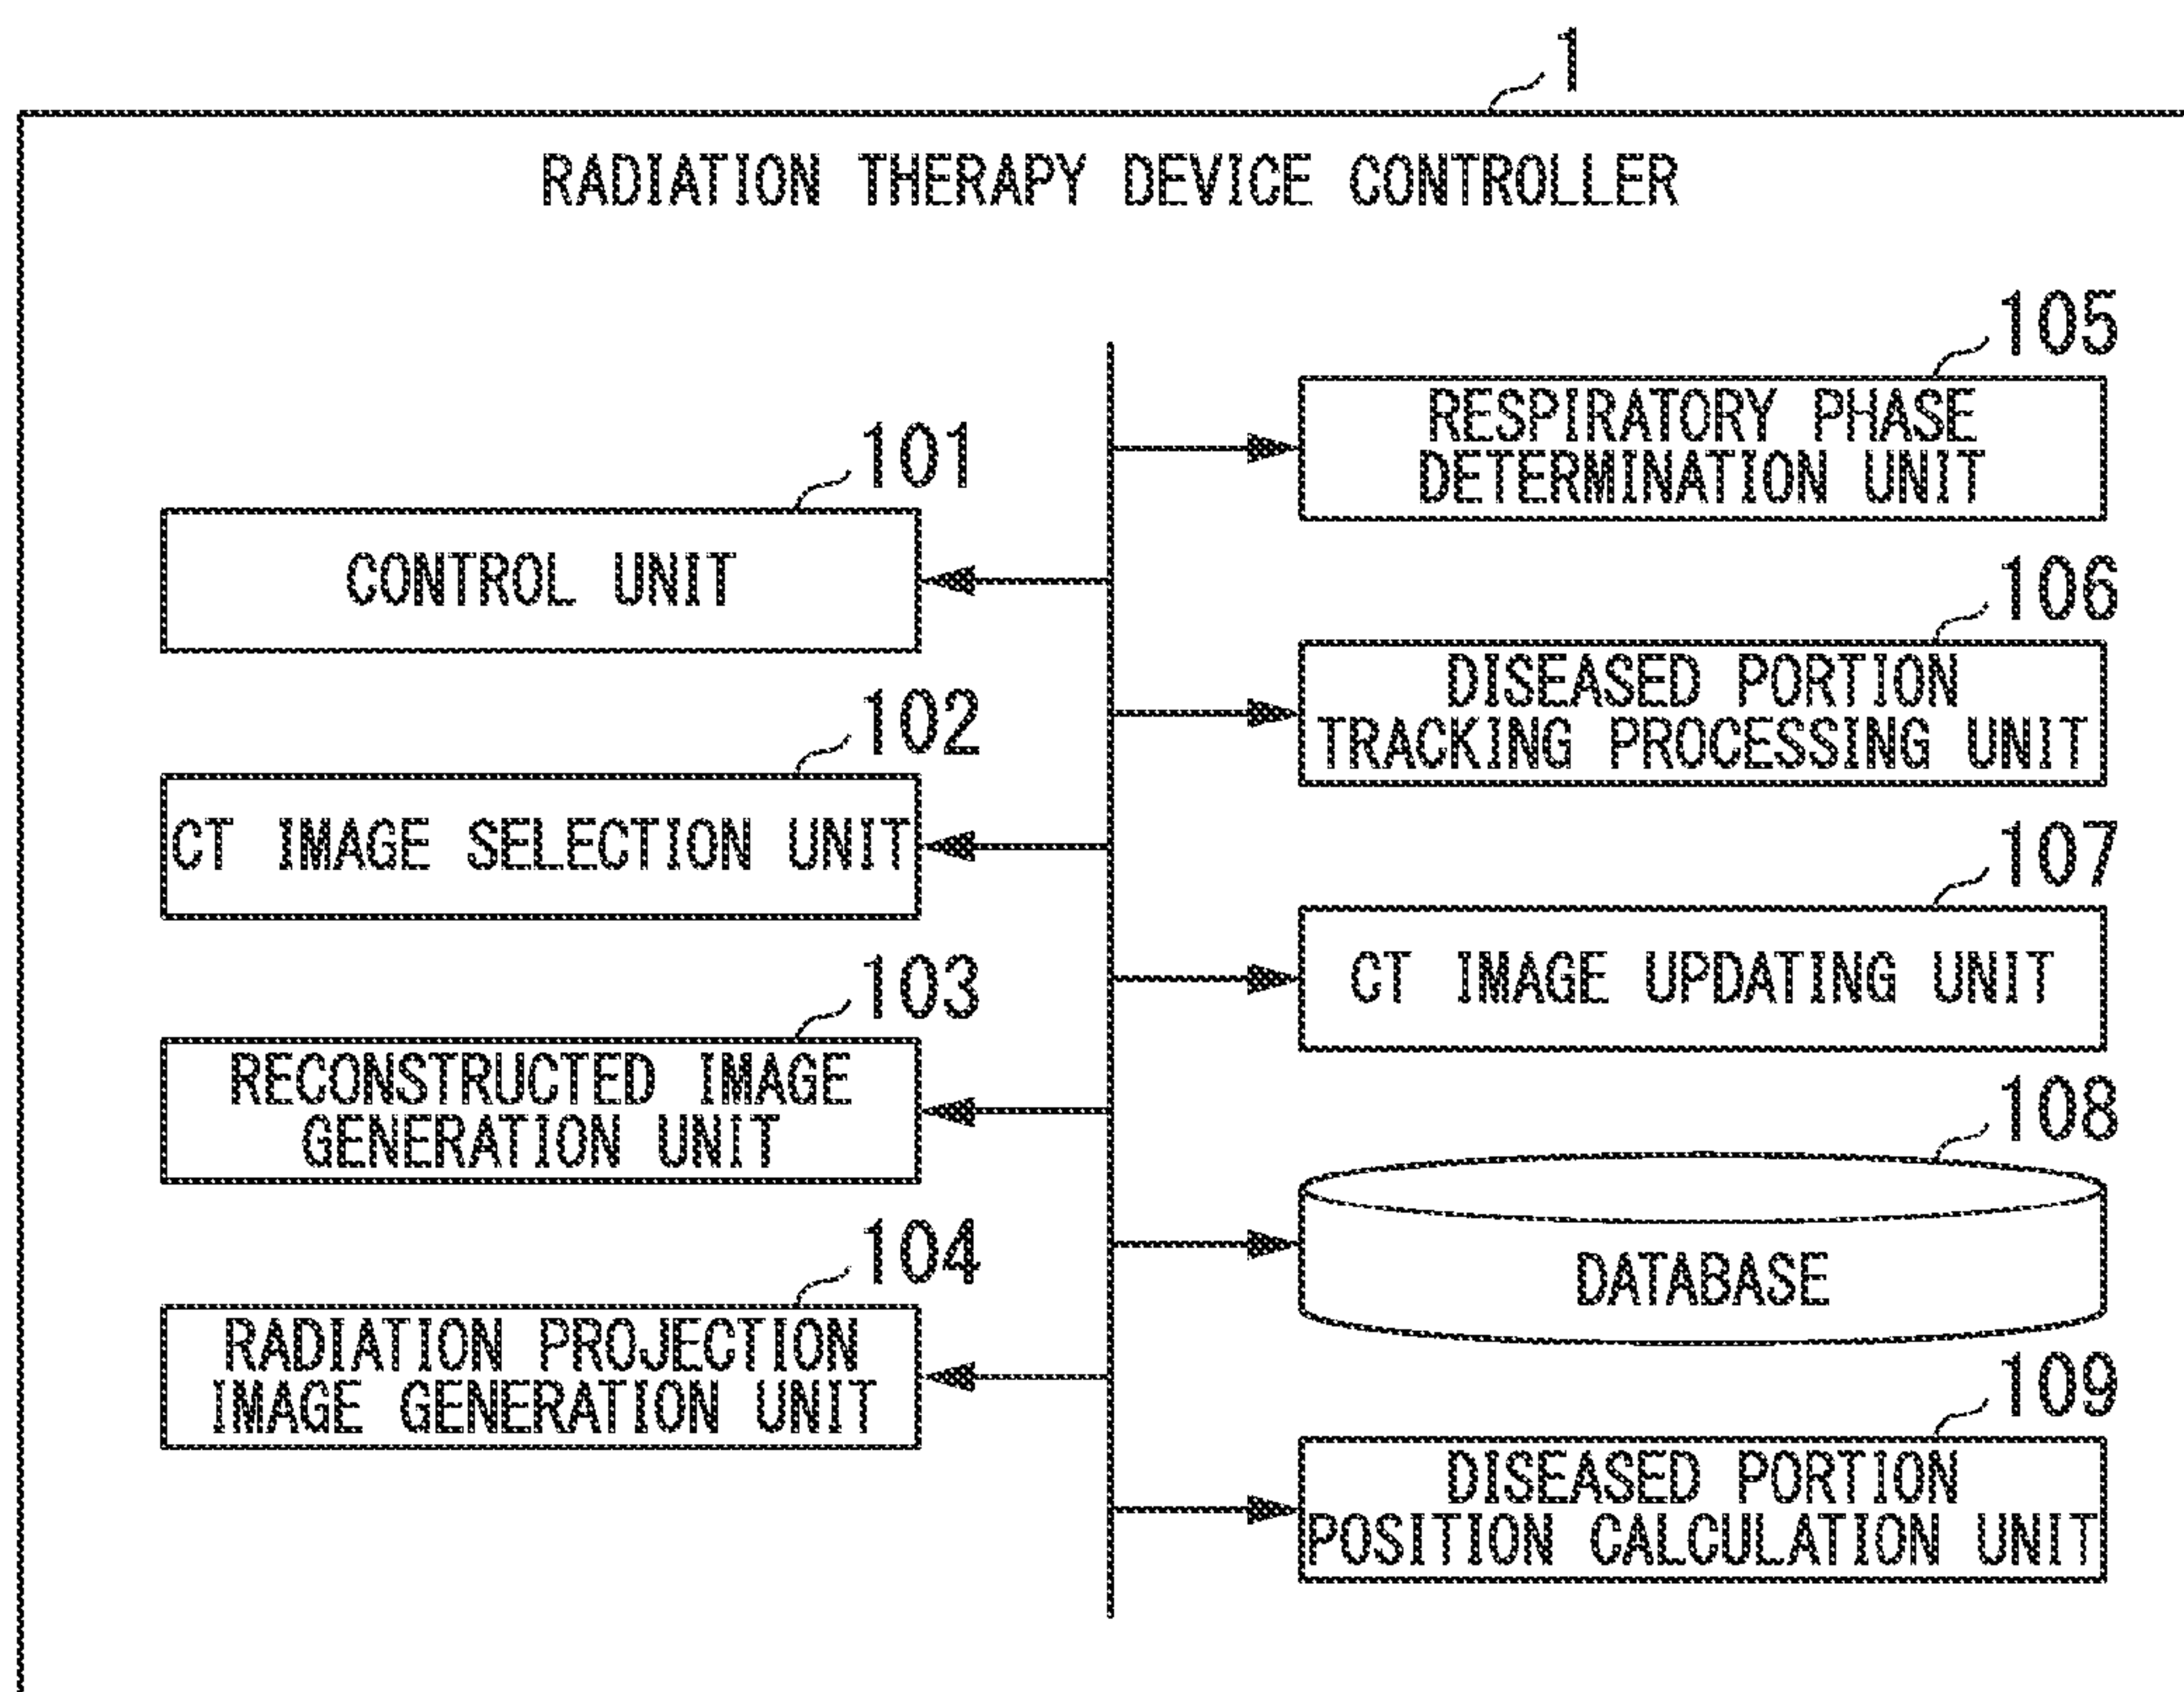 1
RADIATION THERAPY DEVICE CONTROLLER
101
CONTROL UNIT
102
CT IMAGE SELECTION UNIT
103
RECONSTRUCTED IMAGE
GENERATION UNIT
104
RADIATION PROJECTION
IMAGE GENERATION UNIT
105
RESPIRATORY PHASE
DETERMINATION UNIT
106
DISEASED PORTION
TRACKING PROCESSING UNIT
107
CT IMAGE UPDATING UNIT
108
DATABASE
109
DISEASED PORTION
POSITION CALCULATION UNIT